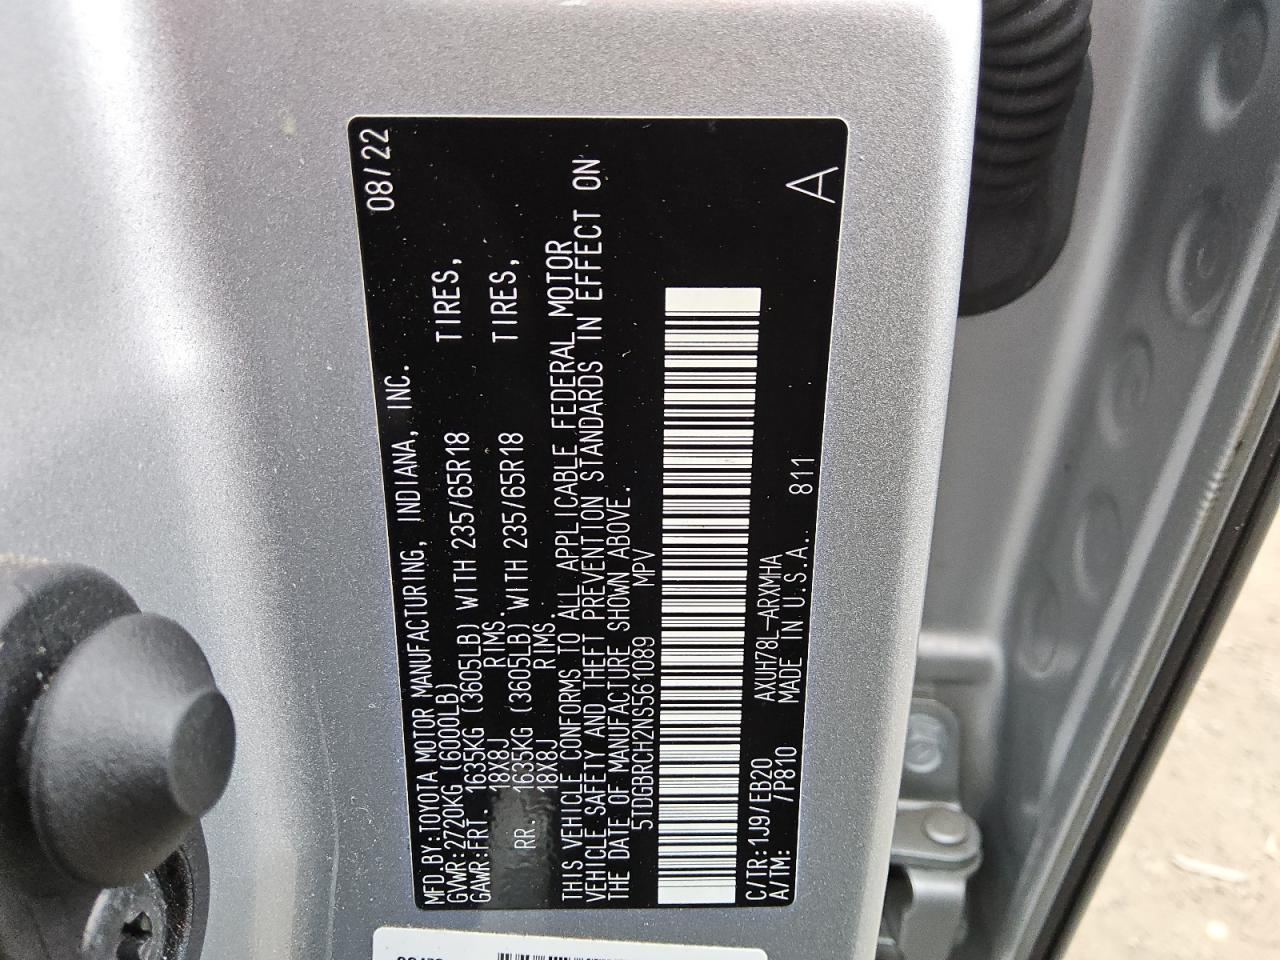 MFD.BY:TOYOTA MOTOR MANUFACTURING, INDIANA, INC. 08/22
GVWR:2720KG (6000LB)
GAWR:FRT. 1635KG (3605LB) WITH 235/65R18 TIRES,
18X8J RIMS.
RR. 1635KG (3605LB) WITH 235/65R18 TIRES,
18X8J RIMS.
THIS VEHICLE CONFORMS TO ALL APPLICABLE FEDERAL MOTOR
VEHICLE SAFETY AND THEFT PREVENTION STANDARDS IN EFFECT ON
THE DATE OF MANUFACTURE SHOWN ABOVE.
5TDGBRCH2NS561089 MPV
C/TR:1J9/EB20 AXUH78L-ARXMHA
A/TM: /P810 MADE IN U.S.A. 811 A